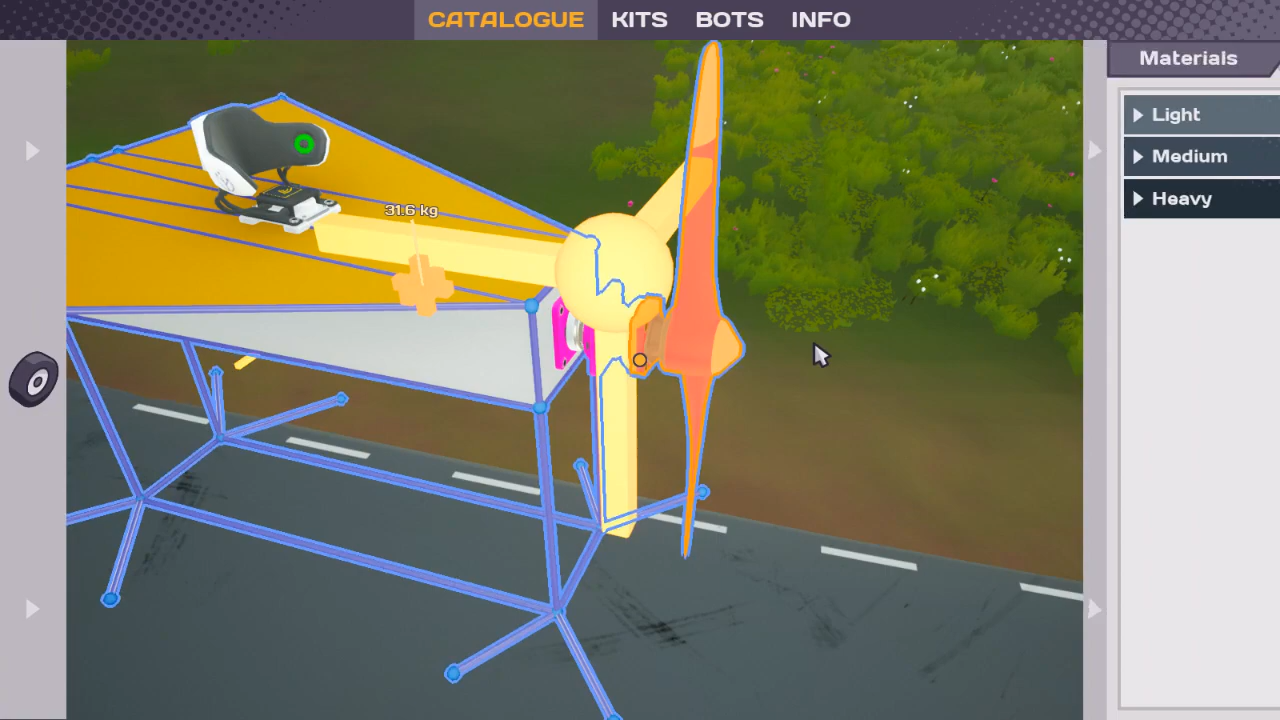 CATALOGUE KITS BOTS INFO
Materials
Light
Medium
Heavy
31.6 kg